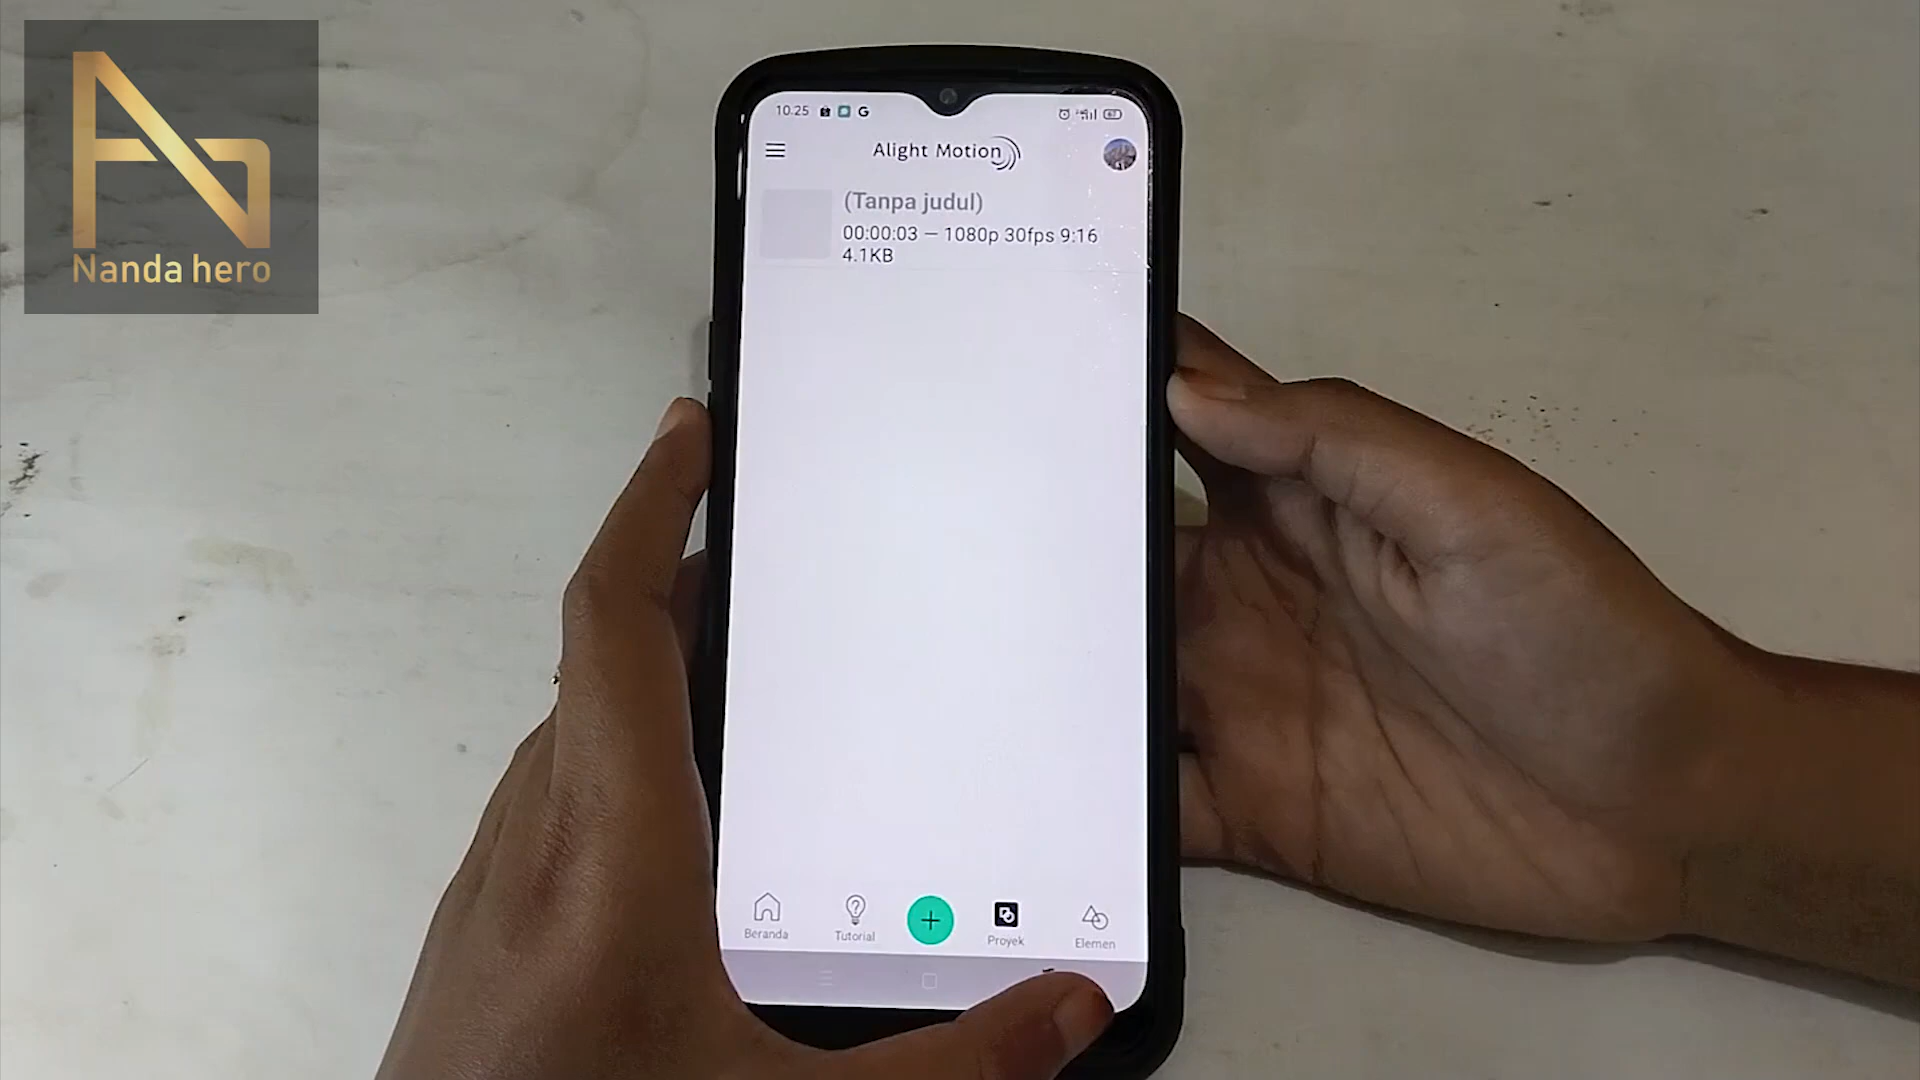 Nanda hero
10.25
Alight Motion
(Tanpa judul)
00:00:03 — 1080p 30fps 9:16
4.1KB
Beranda
Tutorial
Proyek
Elemen